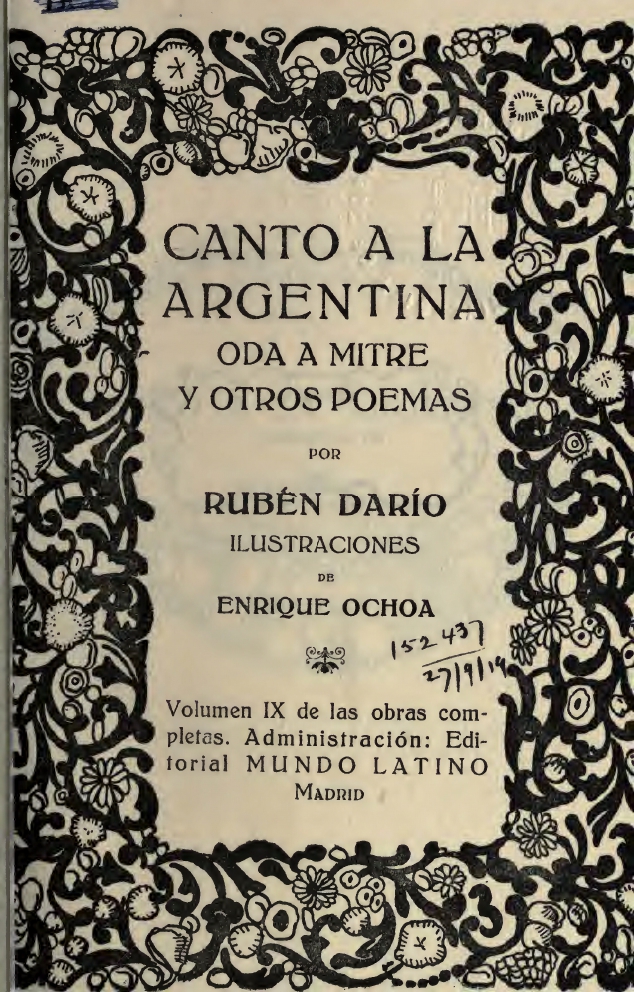 CANTO A LA
ARGENTINA
ODA A MITRE
Y OTROS POEMAS
POR
RUBÉN DARÍO
ILUSTRACIONES
DE
ENRIQUE OCHOA
152437
27/9/19
Volumen IX de las obras com-
pletas. Administración: Edi-
torial MUNDO LATINO
MADRID